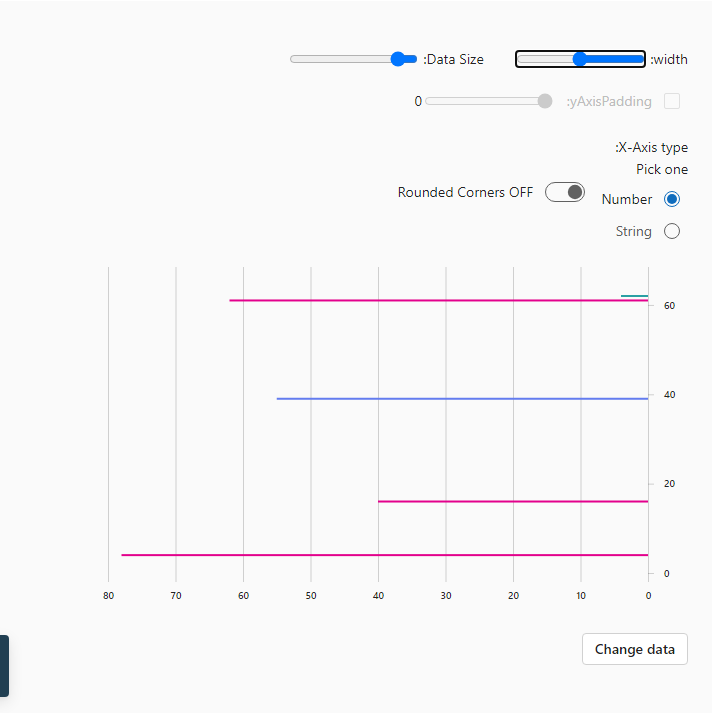 :width
:Data Size
:yAxisPadding
0
:X-Axis type
Pick one
Number
String
Rounded Corners OFF
60
40
20
0
80 70 60 50 40 30 20 10 0
Change data